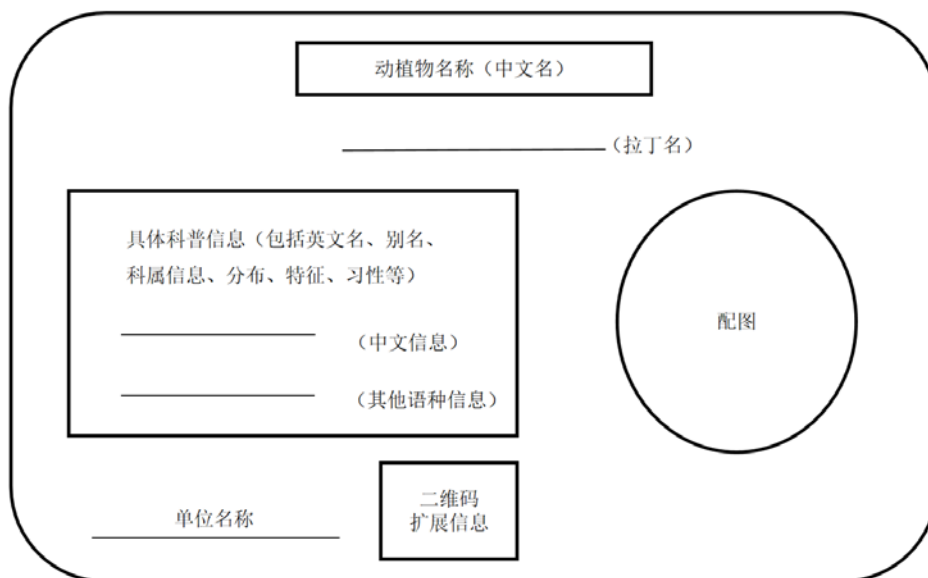 动植物名称（中文名）
（拉丁名）
具体科普信息（包括英文名、别名、
科属信息、分布、特征、习性等）
（中文信息）
（其他语种信息）
配图
单位名称
二维码
扩展信息